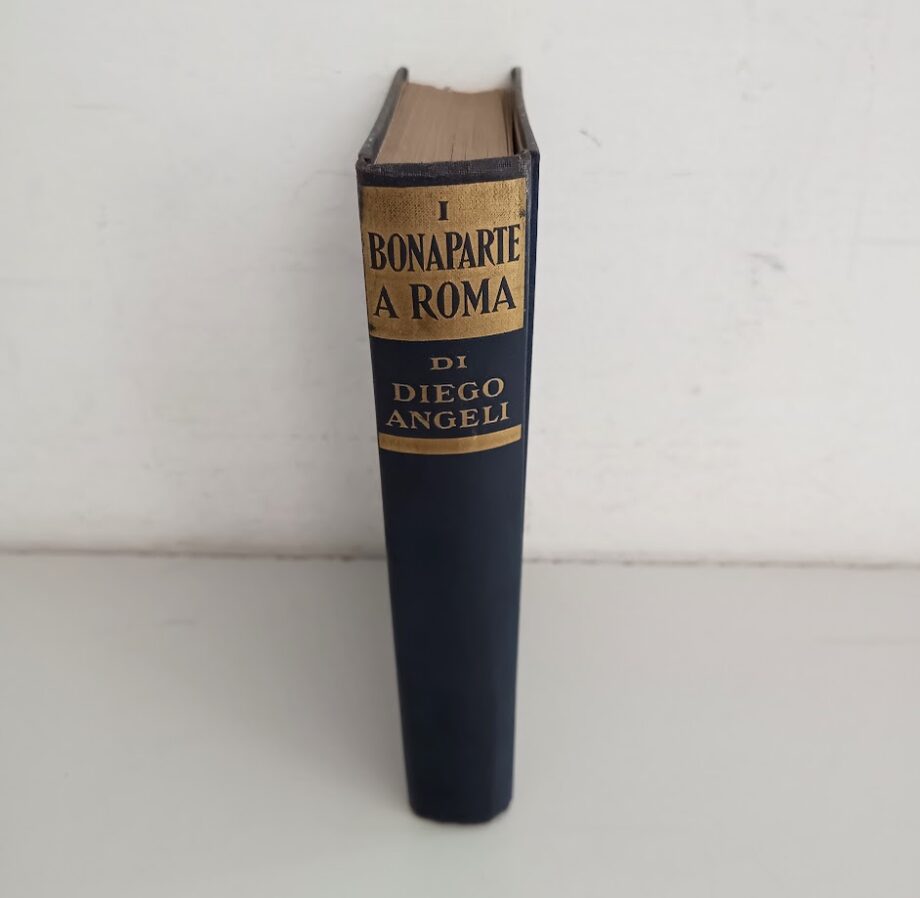 I
BONAPARTE
A ROMA
DI
DIEGO
ANGELI